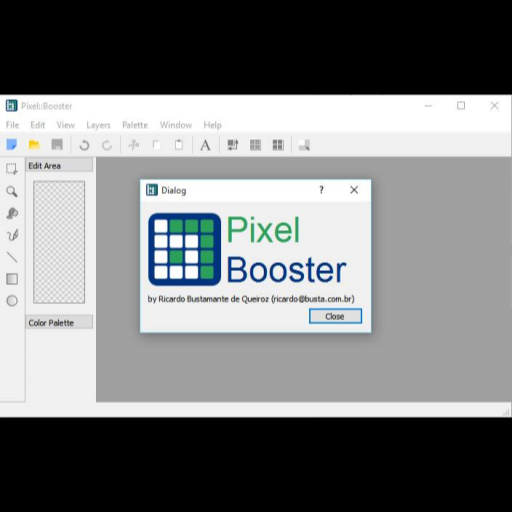 Pixel::Booster
File Edit View Layers Palette Window Help
A
Edit Area
Dialog ?
Pixel
Booster
by Ricardo Bustamante de Queiroz (ricardo@busta.com.br)
Close
Color Palette